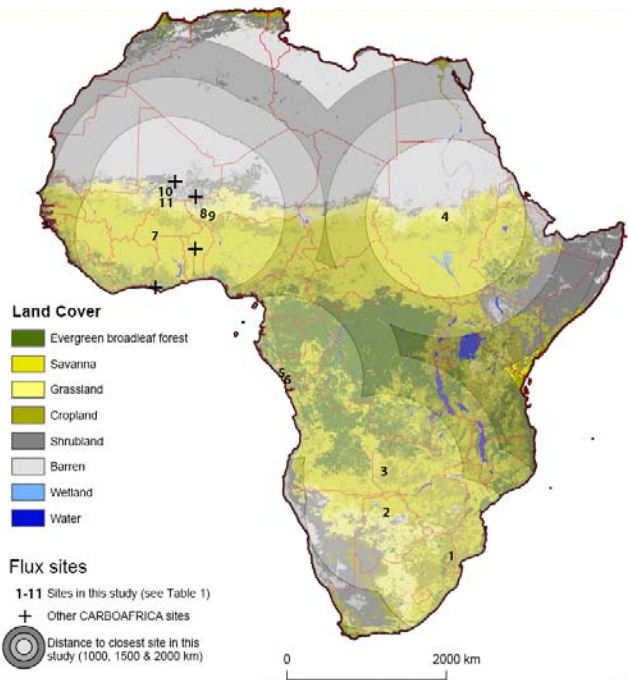 10
11
8 9
4
7
Land Cover
Evergreen broadleaf forest
Savanna
Grassland
Cropland
Shrubland
Barren
Wetland
Water
5 6
3
2
1
Flux sites
1-11 Sites in this study (see Table 1)
Other CARBOAFRICA sites
Distance to closest site in this
study (1000, 1500 & 2000 km)
0 2000 km